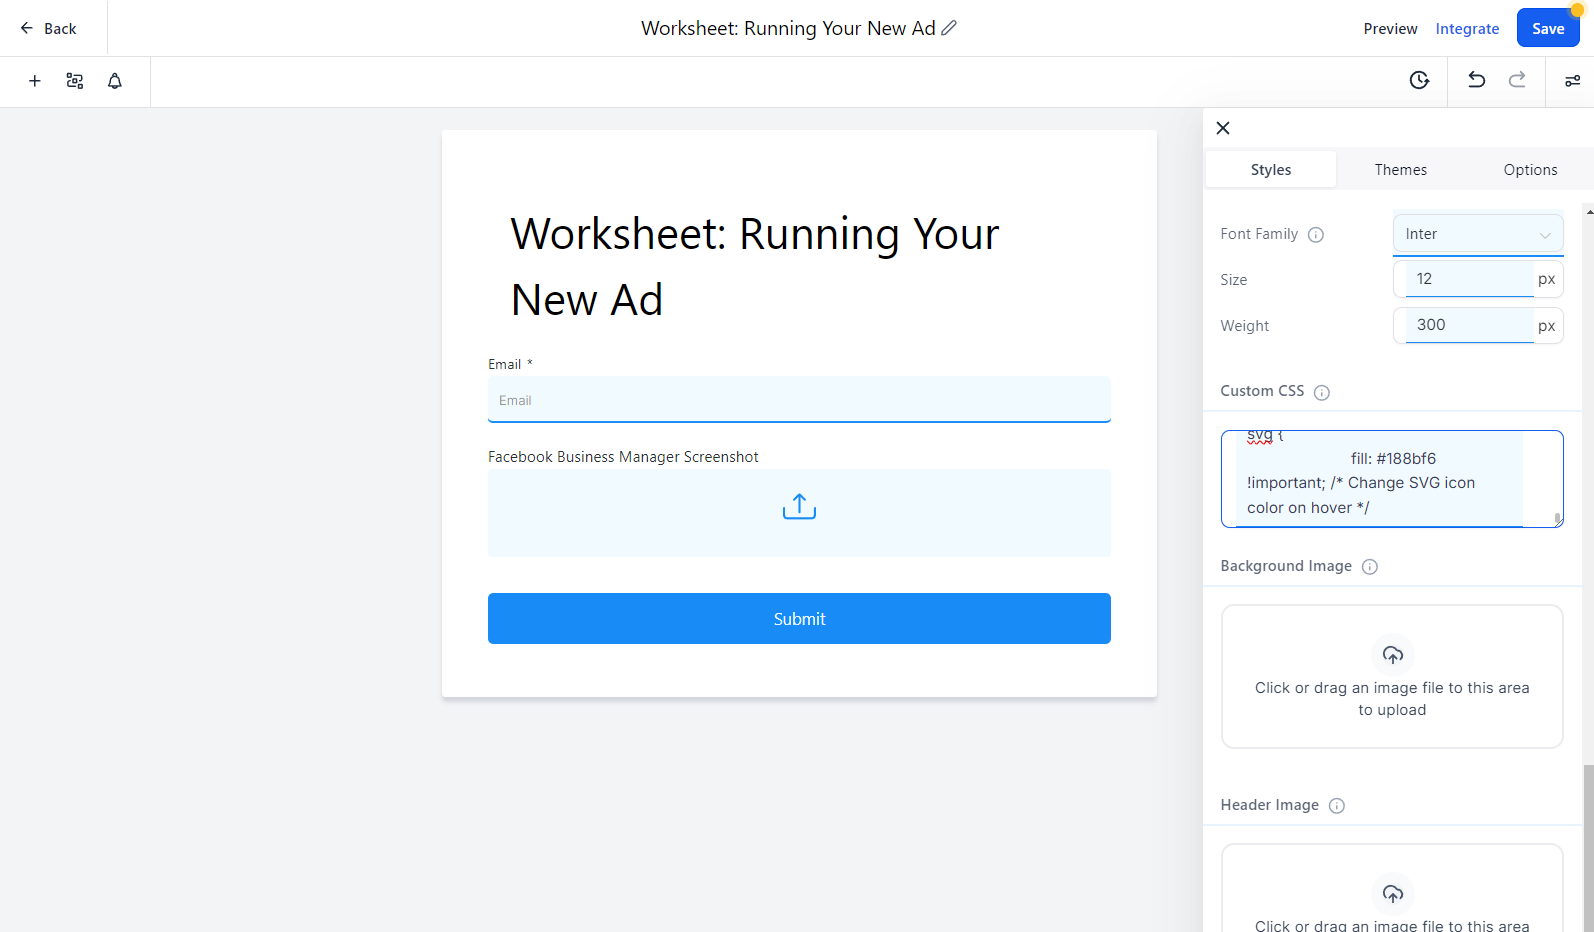 Back
Worksheet: Running Your New Ad
Preview
Integrate
Save
Styles
Themes
Options
Worksheet: Running Your
New Ad
Email *
Email
Facebook Business Manager Screenshot
Submit
Font Family
Inter
Size
12
px
Weight
300
px
Custom CSS
svg {
fill: #188bf6
!important; /* Change SVG icon
color on hover */
Background Image
Click or drag an image file to this area
to upload
Header Image
Click or drag an image file to this area